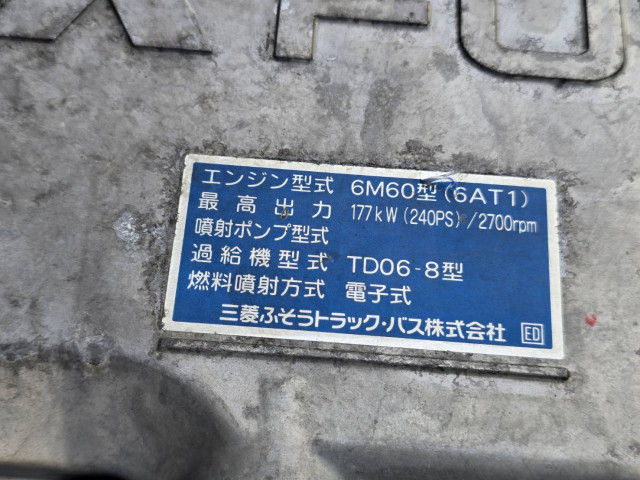 エンジン型式 6M60型(6AT1)
最高出力 177kW(240PS)/2700rpm
噴射ポンプ型式
過給機型式 TD06-8型
燃料噴射方式 電子式
三菱ふそうトラック・バス株式会社 ED